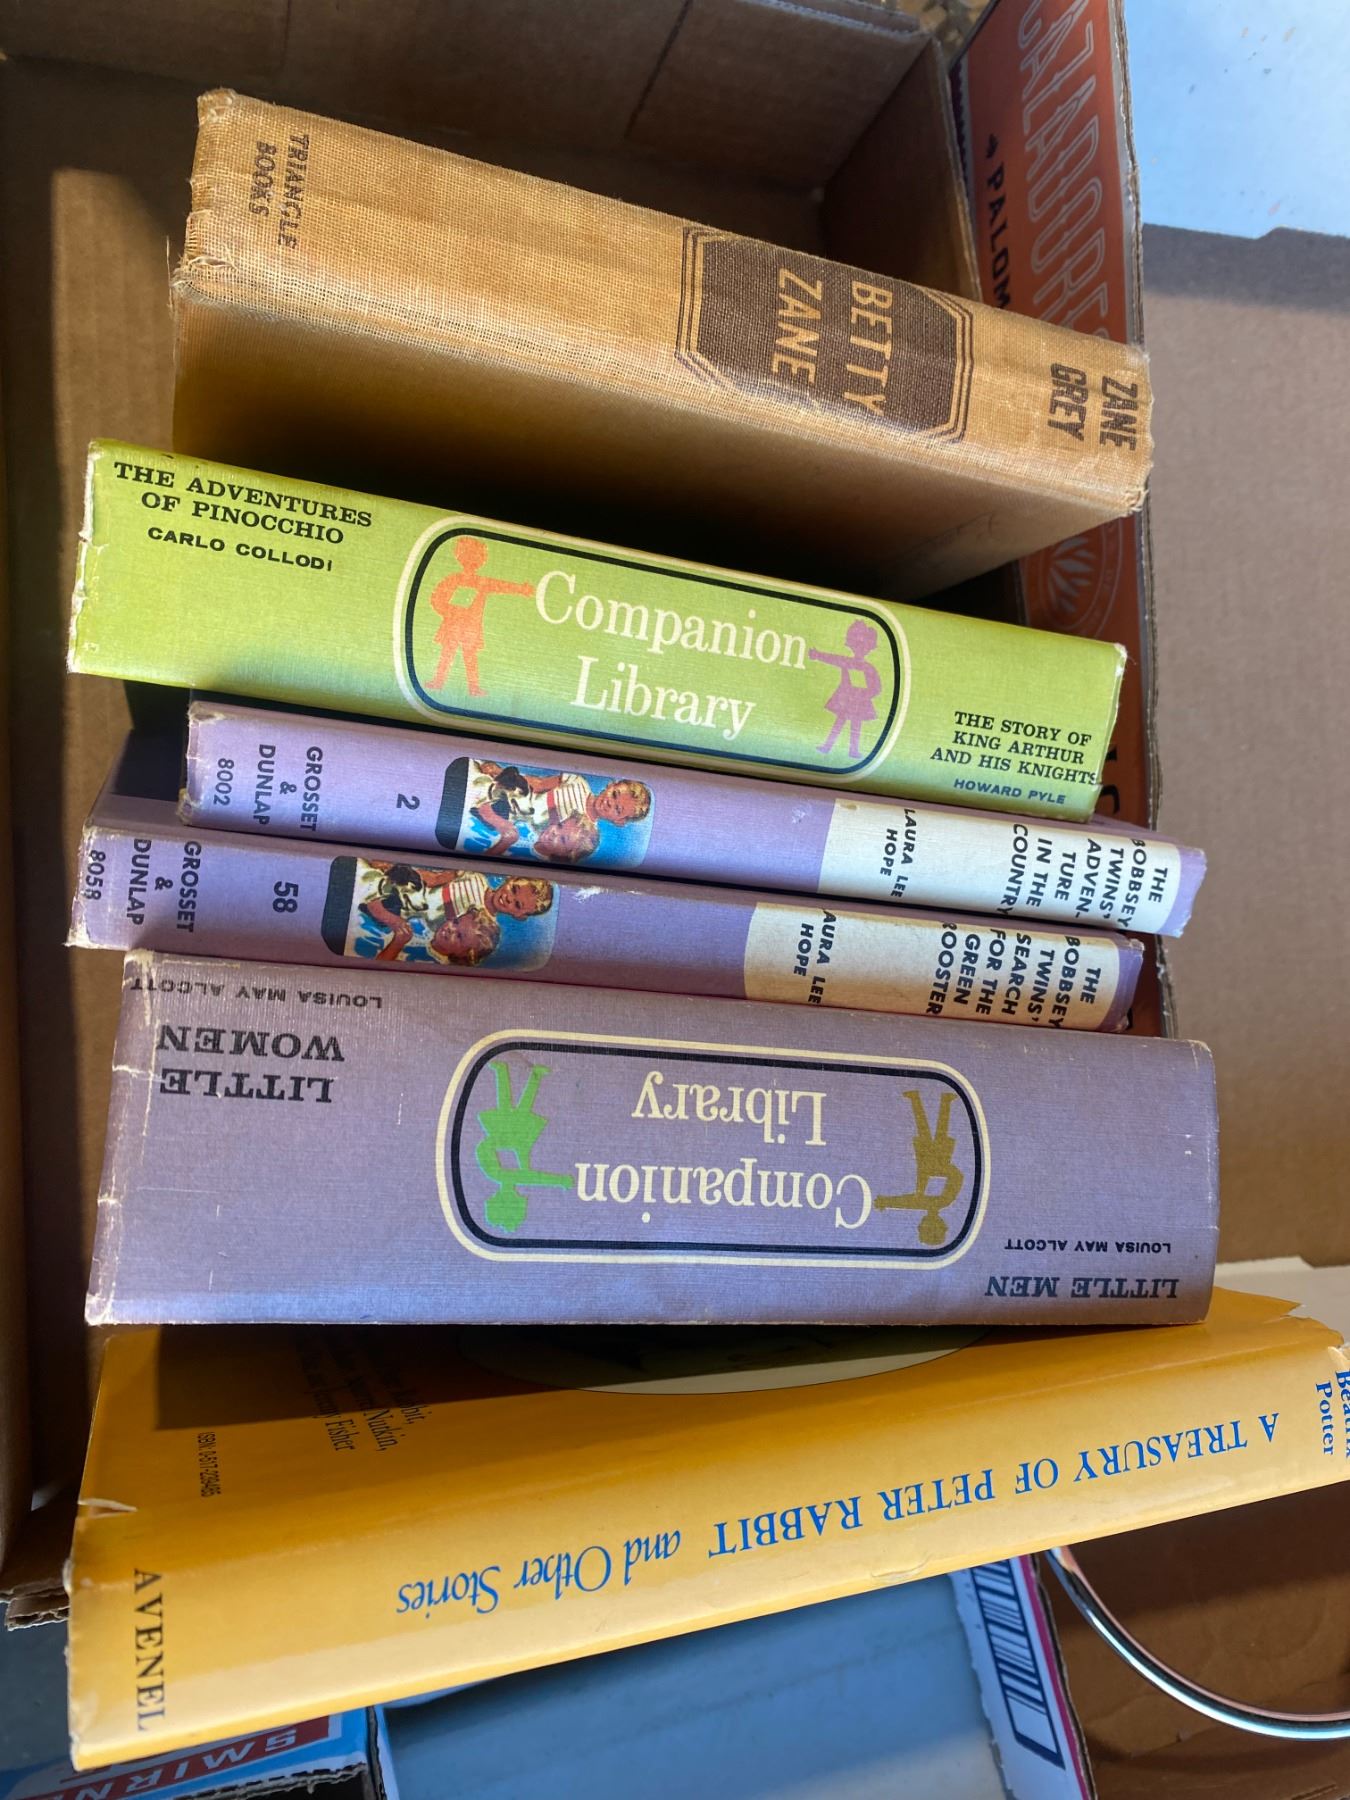 CAZADORES
PALOM
TRIANGLE
BOOKS
BETTY
ZANE
ZANE
GREY
THE ADVENTURES
OF PINOCCHIO
CARLO COLLODI
Companion
Library
THE STORY OF
KING ARTHUR
AND HIS KNIGHTS
HOWARD PYLE
GROSSET
&
DUNLAP
8002
2
LAURA LEE
HOPE
THE
BOBBSEY
TWINS'
ADVEN-
TURE
IN THE
COUNTRY
GROSSET
&
DUNLAP
8058
58
LAURA LEE
HOPE
THE
BOBBSEY
TWINS'
SEARCH
FOR THE
GREEN
ROOSTER
LITTLE MEN
LOUISA MAY ALCOTT
Companion
Library
LITTLE
WOMEN
LOUISA MAY ALCOTT
Nutkin,
Fisher
Beatrix
Potter
A TREASURY OF PETER RABBIT and Other Stories
AVENEL
SMIRN